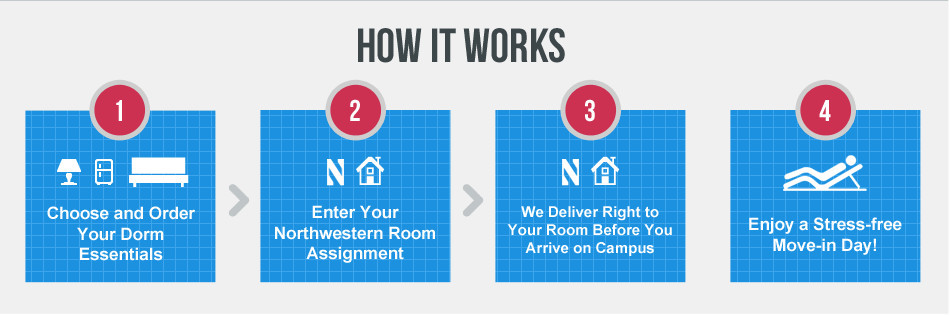 HOW IT WORKS
1
Choose and Order
Your Dorm
Essentials
2
N
Enter Your
Northwestern Room
Assignment
3
N
We Deliver Right to
Your Room Before You
Arrive on Campus
4
Enjoy a Stress-free
Move-in Day!